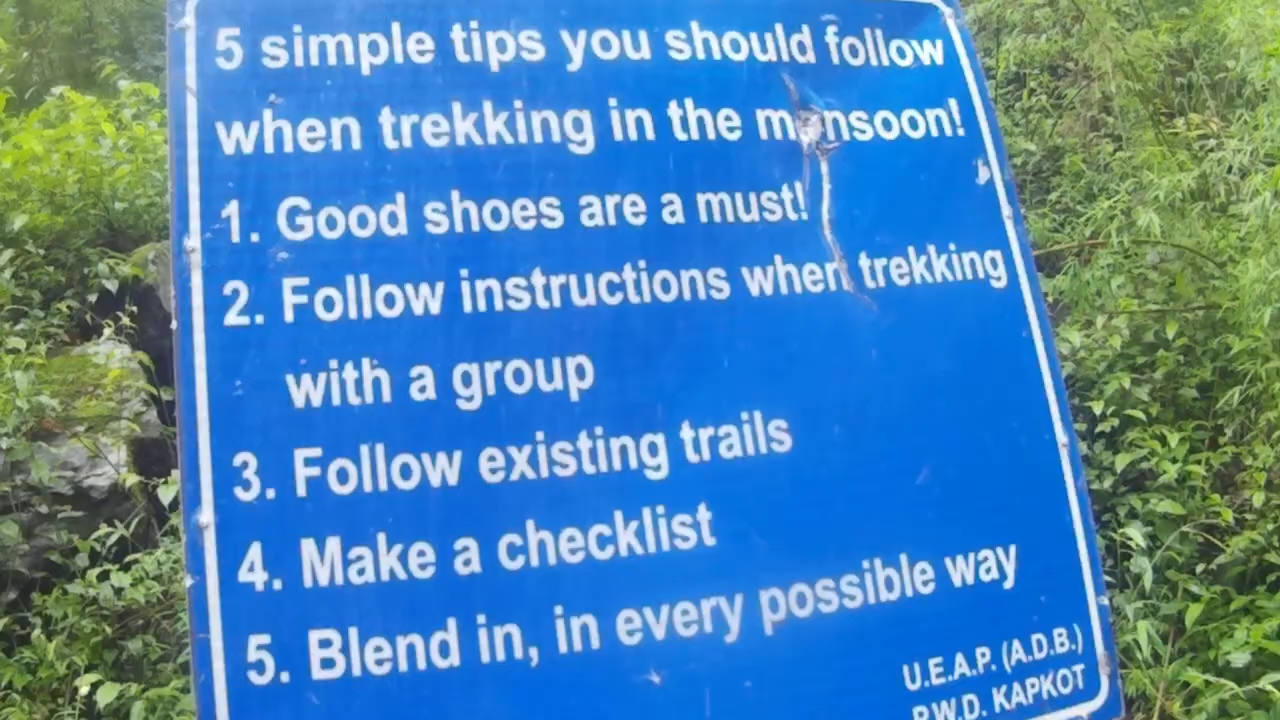 5 simple tips you should follow
when trekking in the monsoon!
1. Good shoes are a must!
2. Follow instructions when trekking
with a group
3. Follow existing trails
4. Make a checklist
5. Blend in, in every possible way
U.E.A.P. (A.D.B.)
P.W.D. KAPKOT